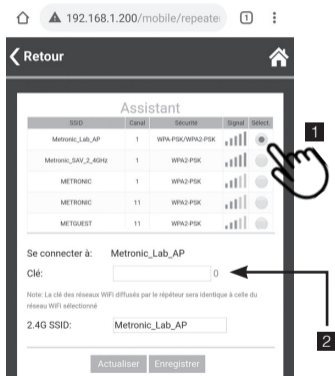 192.168.1.200/mobile/repeate
1
Retour
Assistant
SSID Canal Sécurité Signal Sélect.
Metronic_Lab_AP 1 WPA-PSK/WPA2-PSK
Metronic_SAV_2_4GHz 1 WPA2-PSK
METRONIC 1 WPA2-PSK
METRONIC 11 WPA2-PSK
METGUEST 11 WPA2-PSK
1
Se connecter à: Metronic_Lab_AP
Clé: 0
Note: La clé des réseaux WiFi diffusés par le répéteur sera identique à celle du
réseau WiFi sélectionné
2.4G SSID: Metronic_Lab_AP
2
Actualiser Enregistrer